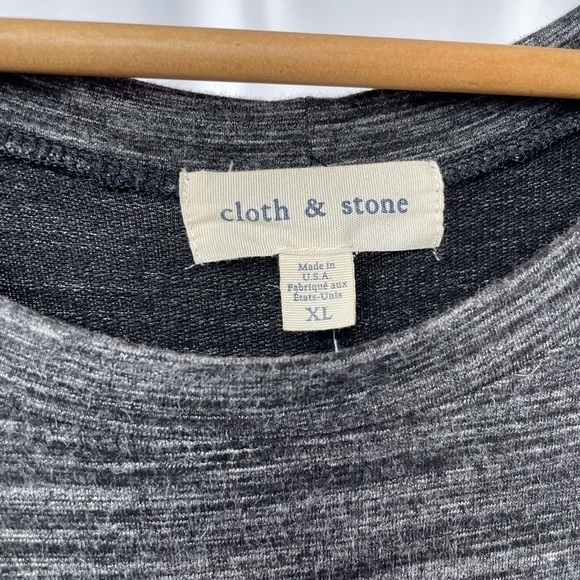 cloth & stone
Made in
U.S.A.
Fabriqué aux
États-Unis
XL